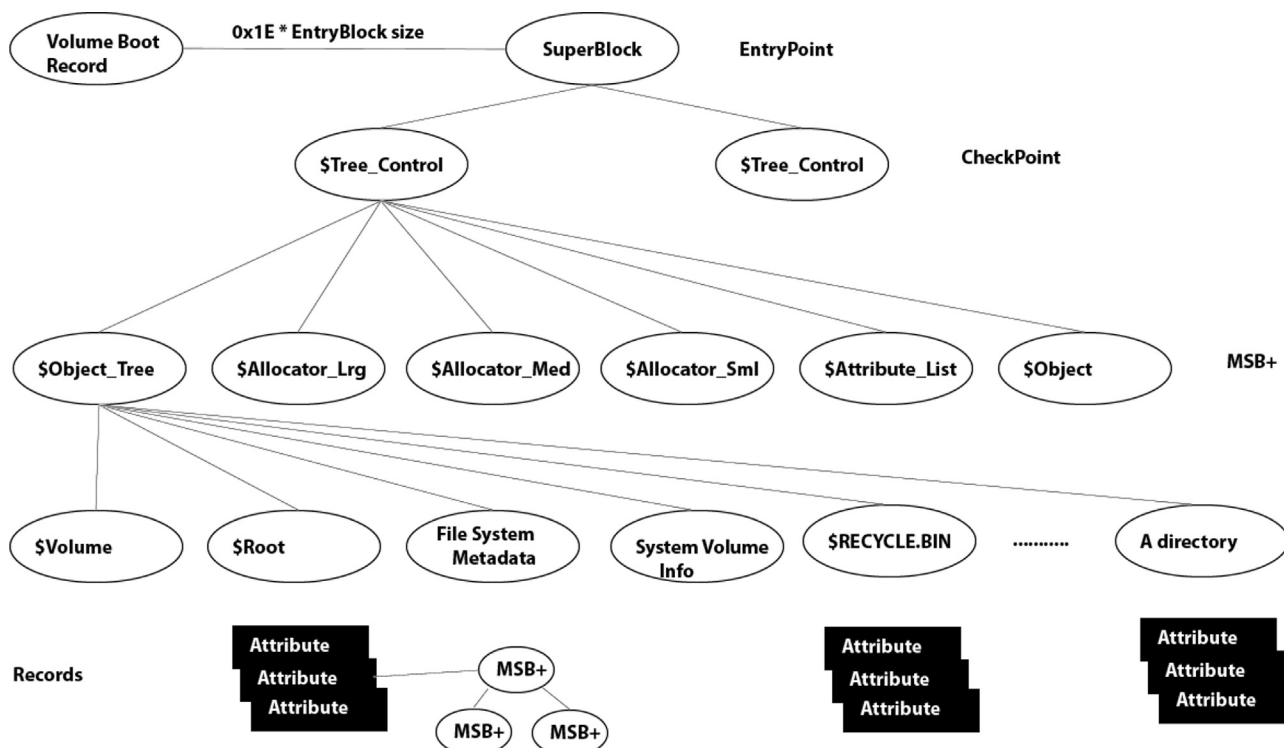 Volume Boot
Record
0x1E * EntryBlock size
SuperBlock
EntryPoint
$Tree_Control
$Tree_Control
CheckPoint
$Object_Tree
$Allocator_Lrg
$Allocator_Med
$Allocator_Sml
$Attribute_List
$Object
MSB+
$Volume
$Root
File System
Metadata
System Volume
Info
$RECYCLE.BIN
...........
A directory
Records
Attribute
Attribute
Attribute
MSB+
MSB+
MSB+
Attribute
Attribute
Attribute
Attribute
Attribute
Attribute